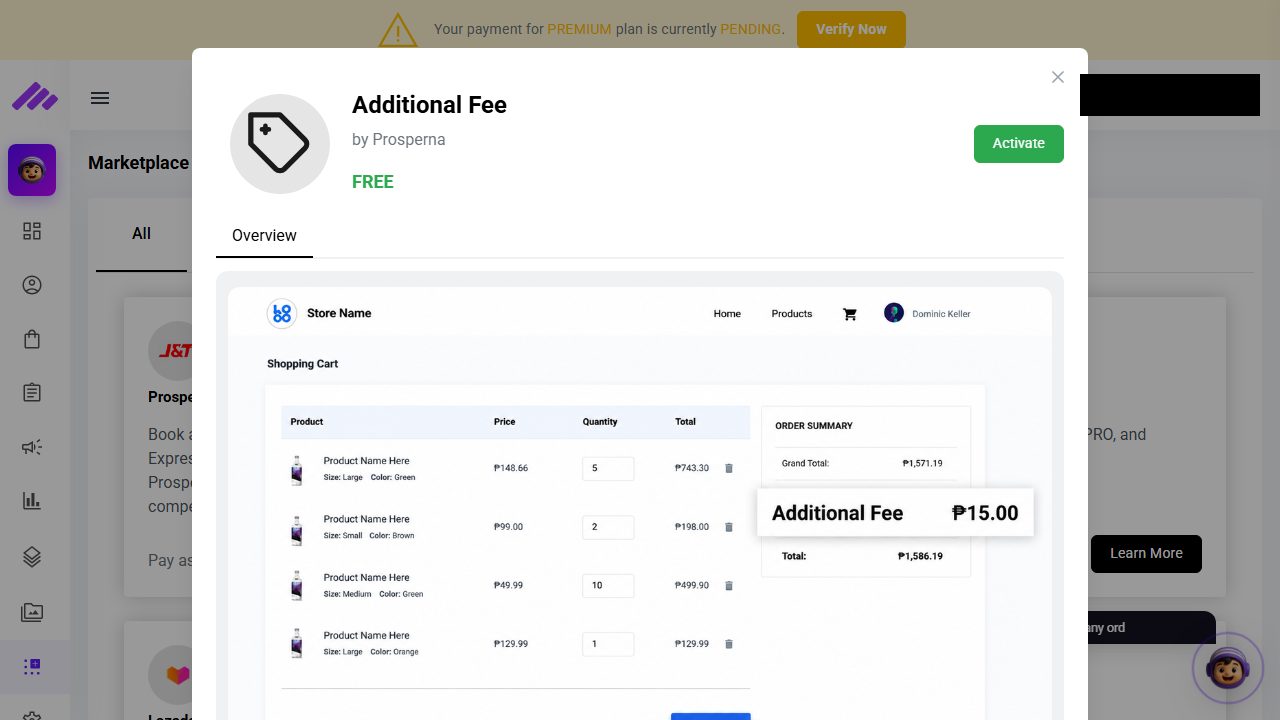 Your payment for PREMIUM plan is currently PENDING. Verify Now
Additional Fee
by Prosperna
FREE
Activate
Marketplace
All
Overview
J&T
Book a
Expres
Prospe
compe
Pay as
PRO, and
Learn More
any ord
Store Name
Home Products Dominic Keller
Shopping Cart
Product Price Quantity Total
Product Name Here
Size: Large Color: Green
₱148.66 5 ₱743.30
Product Name Here
Size: Small Color: Brown
₱99.00 2 ₱198.00
Product Name Here
Size: Medium Color: Green
₱49.99 10 ₱499.90
Product Name Here
Size: Large Color: Orange
₱129.99 1 ₱129.99
ORDER SUMMARY
Grand Total: ₱1,571.19
Additional Fee ₱15.00
Total: ₱1,586.19